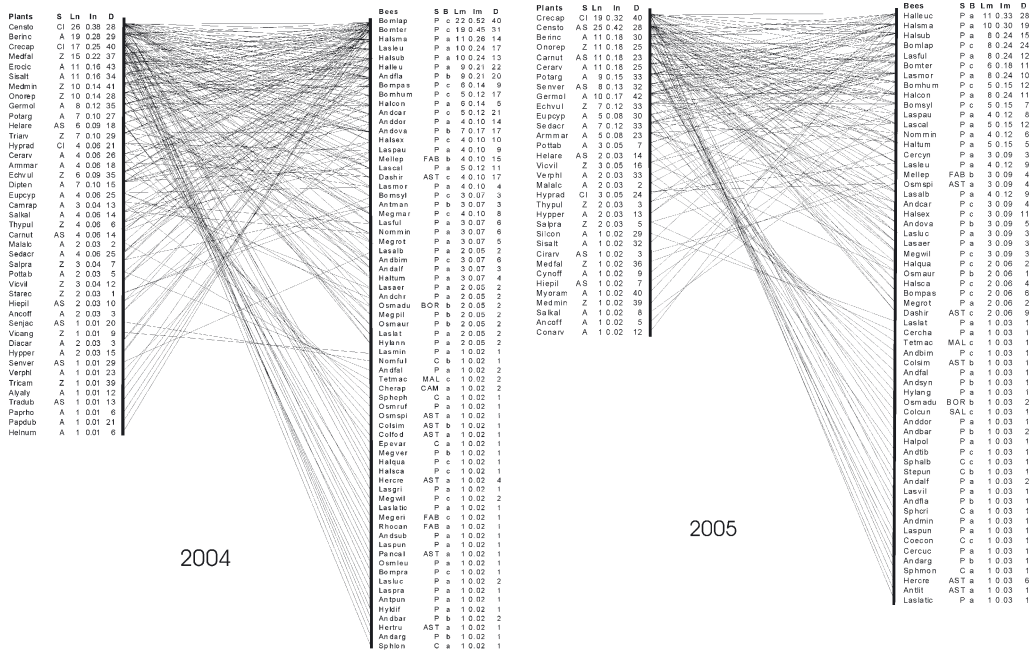 Plants S Ln In D
Censto CI 26 0.38 28
Berinc A 19 0.28 29
Crecap CI 17 0.25 40
Medfal Z 15 0.22 37
Erocic A 11 0.16 43
Sisalt A 11 0.16 34
Medmin Z 10 0.14 41
Onorep Z 10 0.14 28
Germol A 8 0.12 35
Potarg A 7 0.10 27
Helare AS 6 0.09 18
Triarv Z 7 0.10 29
Hyprad CI 4 0.06 21
Cerarv A 4 0.06 26
Armmar A 4 0.06 18
Echvul Z 6 0.09 35
Dipten A 7 0.10 15
Eupcyp A 4 0.06 25
Camrap A 3 0.04 13
Salkal A 4 0.06 14
Thypul Z 4 0.06 6
Carnut AS 4 0.06 14
Malalc A 2 0.03 2
Sedacr A 4 0.06 25
Salpra Z 3 0.04 7
Pottab A 2 0.03 5
Vicvil Z 3 0.04 12
Starec Z 2 0.03 1
Hiepil AS 2 0.03 10
Ancoff A 2 0.03 3
Senjac AS 1 0.01 20
Vicang Z 1 0.01 9
Diacar A 2 0.03 3
Hypper A 2 0.03 15
Senver AS 1 0.01 29
Verphl A 1 0.01 23
Tricam Z 1 0.01 39
Alyaly A 1 0.01 12
Tradub AS 1 0.01 13
Paprho A 1 0.01 6
Papdub A 1 0.01 21
Helnum A 1 0.01 6
2004
Bees S B Lm Im D
Bomlap P c 22 0.52 40
Bomter P c 19 0.45 31
Halsma P a 11 0.26 14
Lasleu P a 10 0.24 17
Halsub P a 10 0.24 13
Halleu P a 9 0.21 22
Andfla P b 9 0.21 20
Bompas P c 6 0.14 9
Bomhum P c 5 0.12 17
Halcon P a 6 0.14 5
Andcar P c 5 0.12 21
Anddor P a 4 0.10 14
Andova P b 7 0.17 17
Halsex P c 4 0.10 10
Laspau P a 4 0.10 9
Mellep FAB b 4 0.10 15
Lascal P a 5 0.12 11
Dashir AST c 4 0.10 17
Lasmor P a 4 0.10 4
Bomsyl P c 3 0.07 3
Antman P b 3 0.07 3
Megmar P c 4 0.10 8
Lasful P a 3 0.07 6
Nommin P a 3 0.07 6
Megrot P a 3 0.07 5
Lasalb P a 2 0.05 2
Andbim P c 3 0.07 6
Andalf P a 3 0.07 3
Haltum P a 3 0.07 4
Lasaer P a 2 0.05 2
Andchr P a 2 0.05 2
Osmadu BOR b 2 0.05 2
Megpil P b 2 0.05 2
Osmaur P b 2 0.05 2
Laslat P a 2 0.05 2
Hylann P a 2 0.05 2
Lasmin P a 1 0.02 1
Nomful C b 1 0.02 1
Andfal P a 1 0.02 1
Tetmac MAL c 1 0.02 2
Cherap CAM a 1 0.02 2
Spheph C a 1 0.02 1
Osmruf P a 1 0.02 1
Osmspi AST a 1 0.02 1
Colsim AST b 1 0.02 1
Colfod AST a 1 0.02 1
Epevar C a 1 0.02 1
Megver P b 1 0.02 1
Halqua P c 1 0.02 1
Halsca P c 1 0.02 1
Hercre AST a 1 0.02 4
Lasgri P a 1 0.02 1
Megwil P c 1 0.02 2
Laslatic P a 1 0.02 1
Megeri FAB c 1 0.02 1
Rhocan FAB a 1 0.02 1
Andsub P a 1 0.02 1
Laspun P a 1 0.02 1
Pancal AST a 1 0.02 1
Osmleu P a 1 0.02 1
Bompra P c 1 0.02 1
Lasluc P a 1 0.02 2
Laspra P a 1 0.02 1
Antpun P a 1 0.02 1
Hyldif P a 1 0.02 1
Andbar P b 1 0.02 2
Hertru AST a 1 0.02 1
Andarg P b 1 0.02 1
Sphlon C a 1 0.02 1
Plants S Ln In D
Crecap CI 19 0.32 40
Censto AS 25 0.42 28
Berinc A 11 0.18 30
Onorep Z 11 0.18 25
Carnut AS 11 0.18 23
Cerarv A 11 0.18 25
Potarg A 9 0.15 33
Senver AS 8 0.13 32
Germol A 10 0.17 42
Echvul Z 7 0.12 33
Eupcyp A 5 0.08 30
Sedacr A 7 0.12 33
Armmar A 5 0.08 23
Pottab A 3 0.05 7
Helare AS 2 0.03 14
Vicvil Z 3 0.05 16
Verphl A 2 0.03 33
Malalc A 2 0.03 2
Hyprad CI 3 0.05 24
Thypul Z 2 0.03 3
Hypper A 2 0.03 13
Salpra Z 2 0.03 5
Silcon A 1 0.02 29
Sisalt A 1 0.02 32
Cirarv AS 1 0.02 3
Medfal Z 1 0.02 36
Cynoff A 1 0.02 9
Hiepil AS 1 0.02 7
Myoram A 1 0.02 40
Medmin Z 1 0.02 39
Salkal A 1 0.02 8
Ancoff A 1 0.02 5
Conarv A 1 0.02 12
2005
Bees S B Lm Im D
Halleuc P a 11 0.33 28
Halsma P a 10 0.30 19
Halsub P a 8 0.24 15
Bomlap P c 8 0.24 24
Lasful P a 8 0.24 12
Bomter P c 6 0.18 11
Lasmor P a 8 0.24 10
Bomhum P c 5 0.15 12
Halcon P a 8 0.24 11
Bomsyl P c 5 0.15 7
Laspau P a 4 0.12 8
Lascal P a 5 0.15 12
Nommin P a 4 0.12 6
Haltum P a 5 0.15 5
Cercyn P a 3 0.09 3
Lasleu P a 4 0.12 9
Mellep FAB b 3 0.09 4
Osmspi AST a 3 0.09 3
Lasalb P a 4 0.12 9
Andcar P c 3 0.09 4
Halsex P c 3 0.09 4
Andova P b 3 0.09 5
Lasluc P a 3 0.09 3
Lasaer P a 3 0.09 3
Megwil P c 3 0.09 3
Halqua P c 2 0.06 2
Osmaur P b 2 0.06 1
Halsca P c 2 0.06 4
Bompas P c 2 0.06 6
Megrot P a 2 0.06 2
Dashir AST c 2 0.06 9
Laslat P a 1 0.03 1
Cercha P a 1 0.03 1
Tetmac MAL c 1 0.03 1
Andbim P c 1 0.03 1
Colsim AST b 1 0.03 1
Andfal P a 1 0.03 1
Andsyn P b 1 0.03 1
Hylang P a 1 0.03 1
Osmadu BOR b 1 0.03 2
Colcun SAL c 1 0.03 1
Anddor P a 1 0.03 1
Andbar P b 1 0.03 2
Halpol P a 1 0.03 1
Andtib P c 1 0.03 1
Sphalb C c 1 0.03 1
Stepun C b 1 0.03 1
Andalf P a 1 0.03 2
Lasvil P a 1 0.03 1
Andfla P b 1 0.03 1
Sphcri C a 1 0.03 1
Andmin P a 1 0.03 1
Laspun P a 1 0.03 1
Coecon C c 1 0.03 1
Cercuc P a 1 0.03 1
Andarg P b 1 0.03 1
Sphmon C a 1 0.03 1
Hercre AST a 1 0.03 6
Antlit AST a 1 0.03 1
Laslatic P a 1 0.03 1